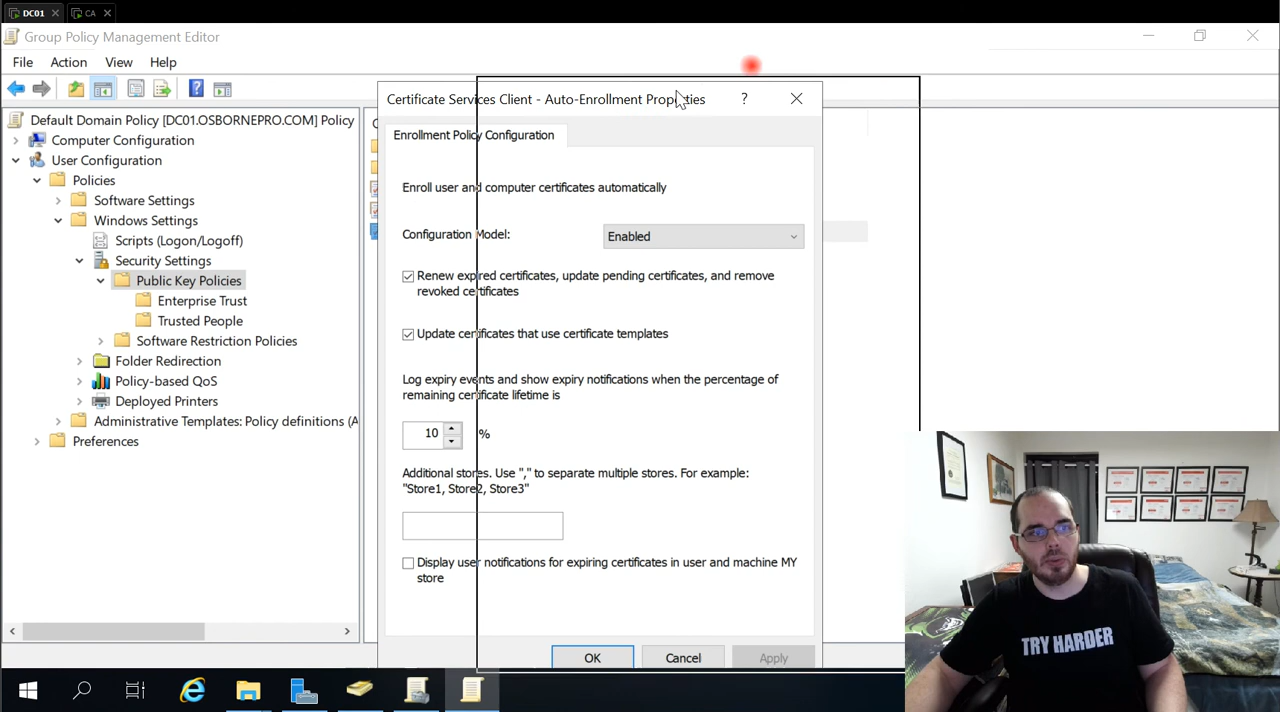 DC01
CA
Group Policy Management Editor
File Action View Help
Default Domain Policy [DC01.OSBORNEPRO.COM] Policy
Computer Configuration
User Configuration
Policies
Software Settings
Windows Settings
Scripts (Logon/Logoff)
Security Settings
Public Key Policies
Enterprise Trust
Trusted People
Software Restriction Policies
Folder Redirection
Policy-based QoS
Deployed Printers
Administrative Templates: Policy definitions (A
Preferences
Certificate Services Client - Auto-Enrollment Properties
Enrollment Policy Configuration
Enroll user and computer certificates automatically
Configuration Model:
Enabled
Renew expired certificates, update pending certificates, and remove
revoked certificates
Update certificates that use certificate templates
Log expiry events and show expiry notifications when the percentage of
remaining certificate lifetime is
10 %
Additional stores. Use "," to separate multiple stores. For example:
"Store1, Store2, Store3"
Display user notifications for expiring certificates in user and machine MY
store
OK Cancel Apply
TRY HARDER